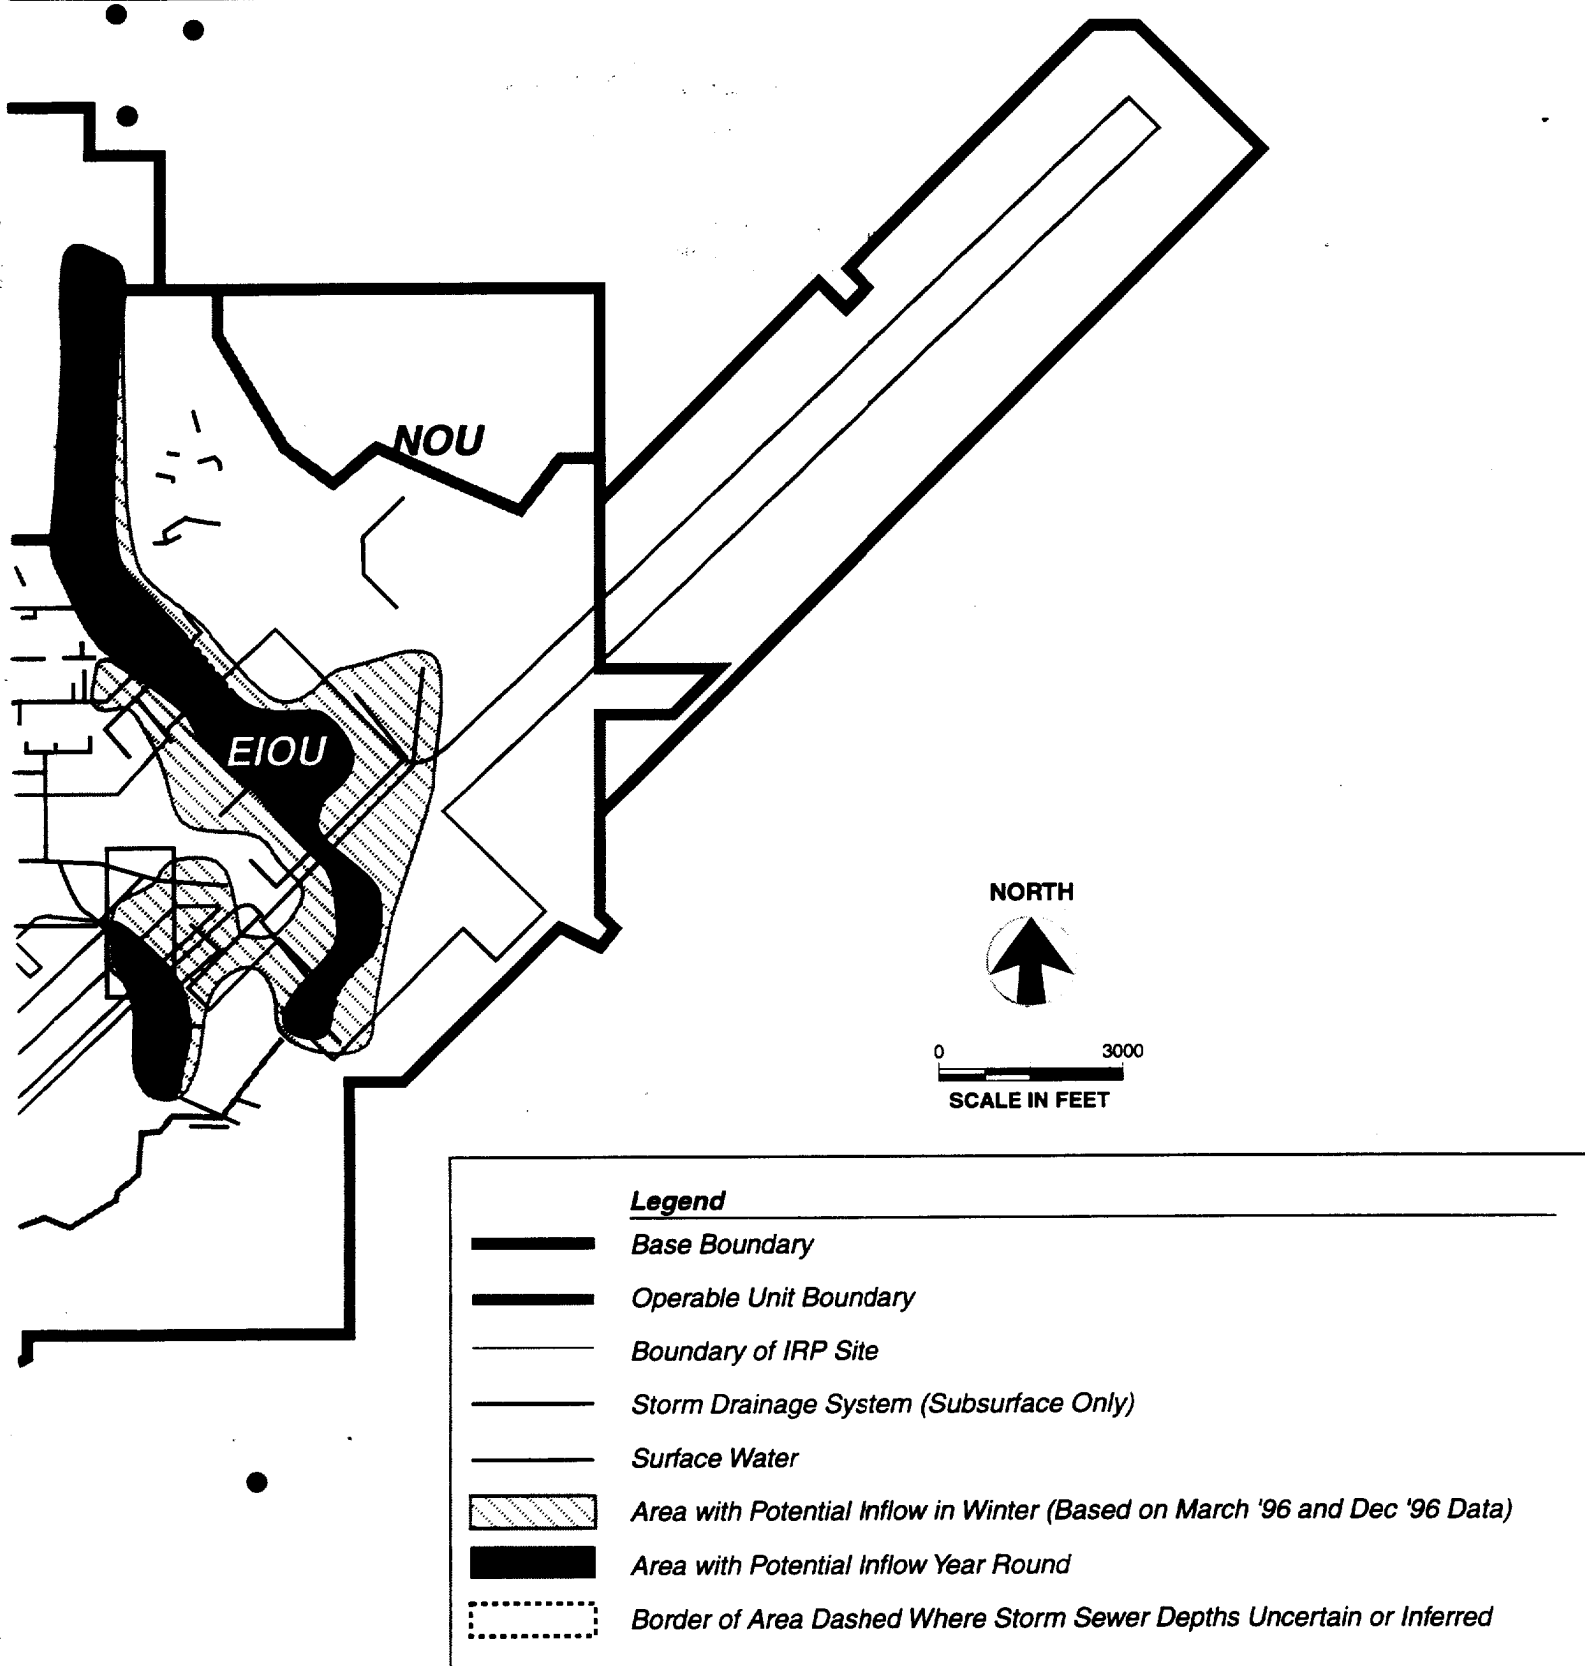 NOU
EIOU
NORTH
0 3000
SCALE IN FEET
Legend
Base Boundary
Operable Unit Boundary
Boundary of IRP Site
Storm Drainage System (Subsurface Only)
Surface Water
Area with Potential Inflow in Winter (Based on March '96 and Dec '96 Data)
Area with Potential Inflow Year Round
Border of Area Dashed Where Storm Sewer Depths Uncertain or Inferred